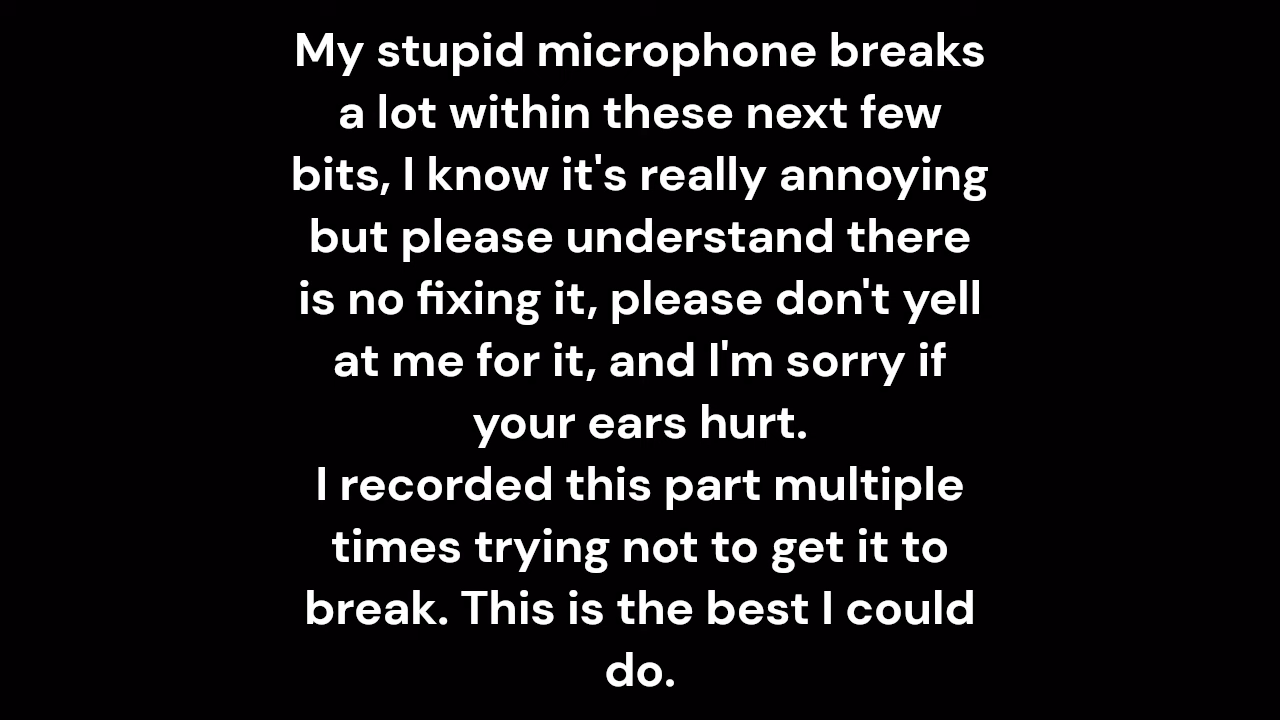 My stupid microphone breaks
a lot within these next few
bits, I know it's really annoying
but please understand there
is no fixing it, please don't yell
at me for it, and I'm sorry if
your ears hurt.
I recorded this part multiple
times trying not to get it to
break. This is the best I could
do.